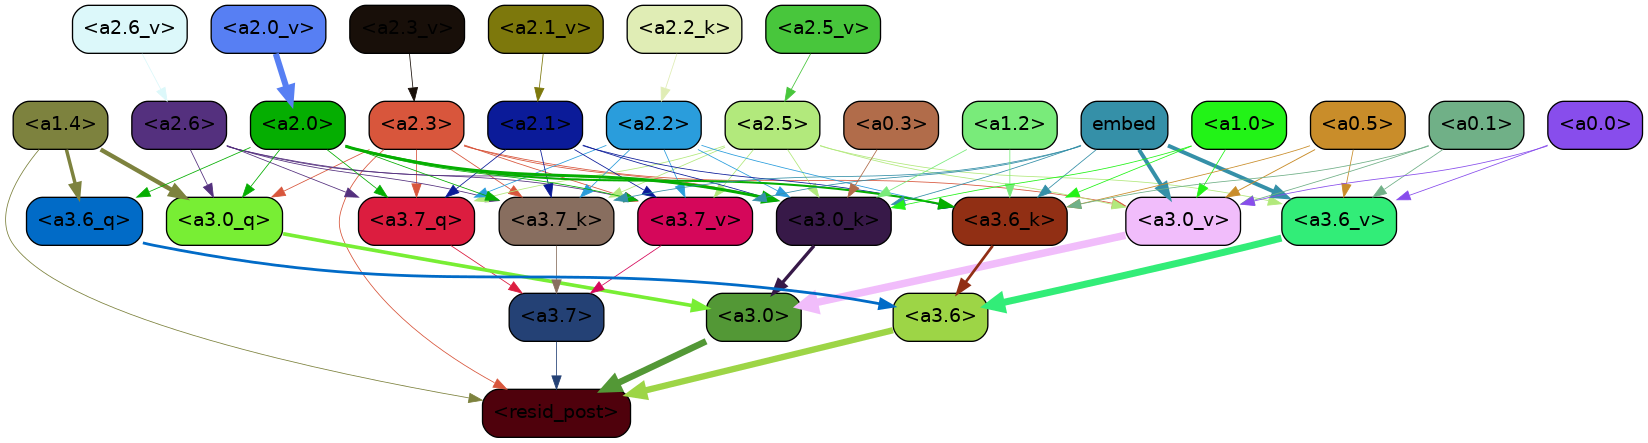 <a2.6_v> <a2.0_v> <a2.3_v> <a2.1_v> <a2.2_k> <a2.5_v>
<a1.4> <a2.6> <a2.0> <a2.3> <a2.1> <a2.2> <a2.5> <a0.3> <a1.2> embed <a1.0> <a0.5> <a0.1> <a0.0>
<a3.6_q> <a3.0_q> <a3.7_q> <a3.7_k> <a3.7_v> <a3.0_k> <a3.6_k> <a3.0_v> <a3.6_v>
<a3.7> <a3.0> <a3.6>
<resid_post>